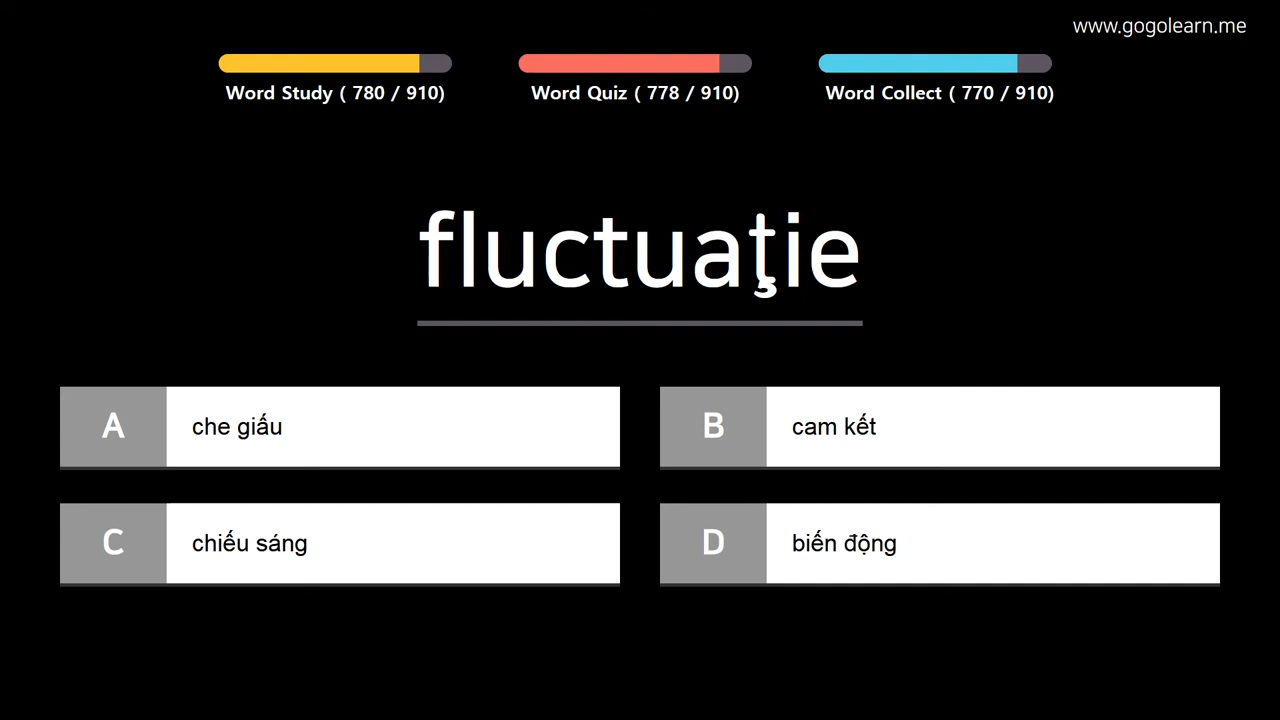 www.gogolearn.me
Word Study ( 780 / 910)
Word Quiz ( 778 / 910)
Word Collect ( 770 / 910)
fluctuaţie
A che giấu
B cam kết
C chiếu sáng
D biến động